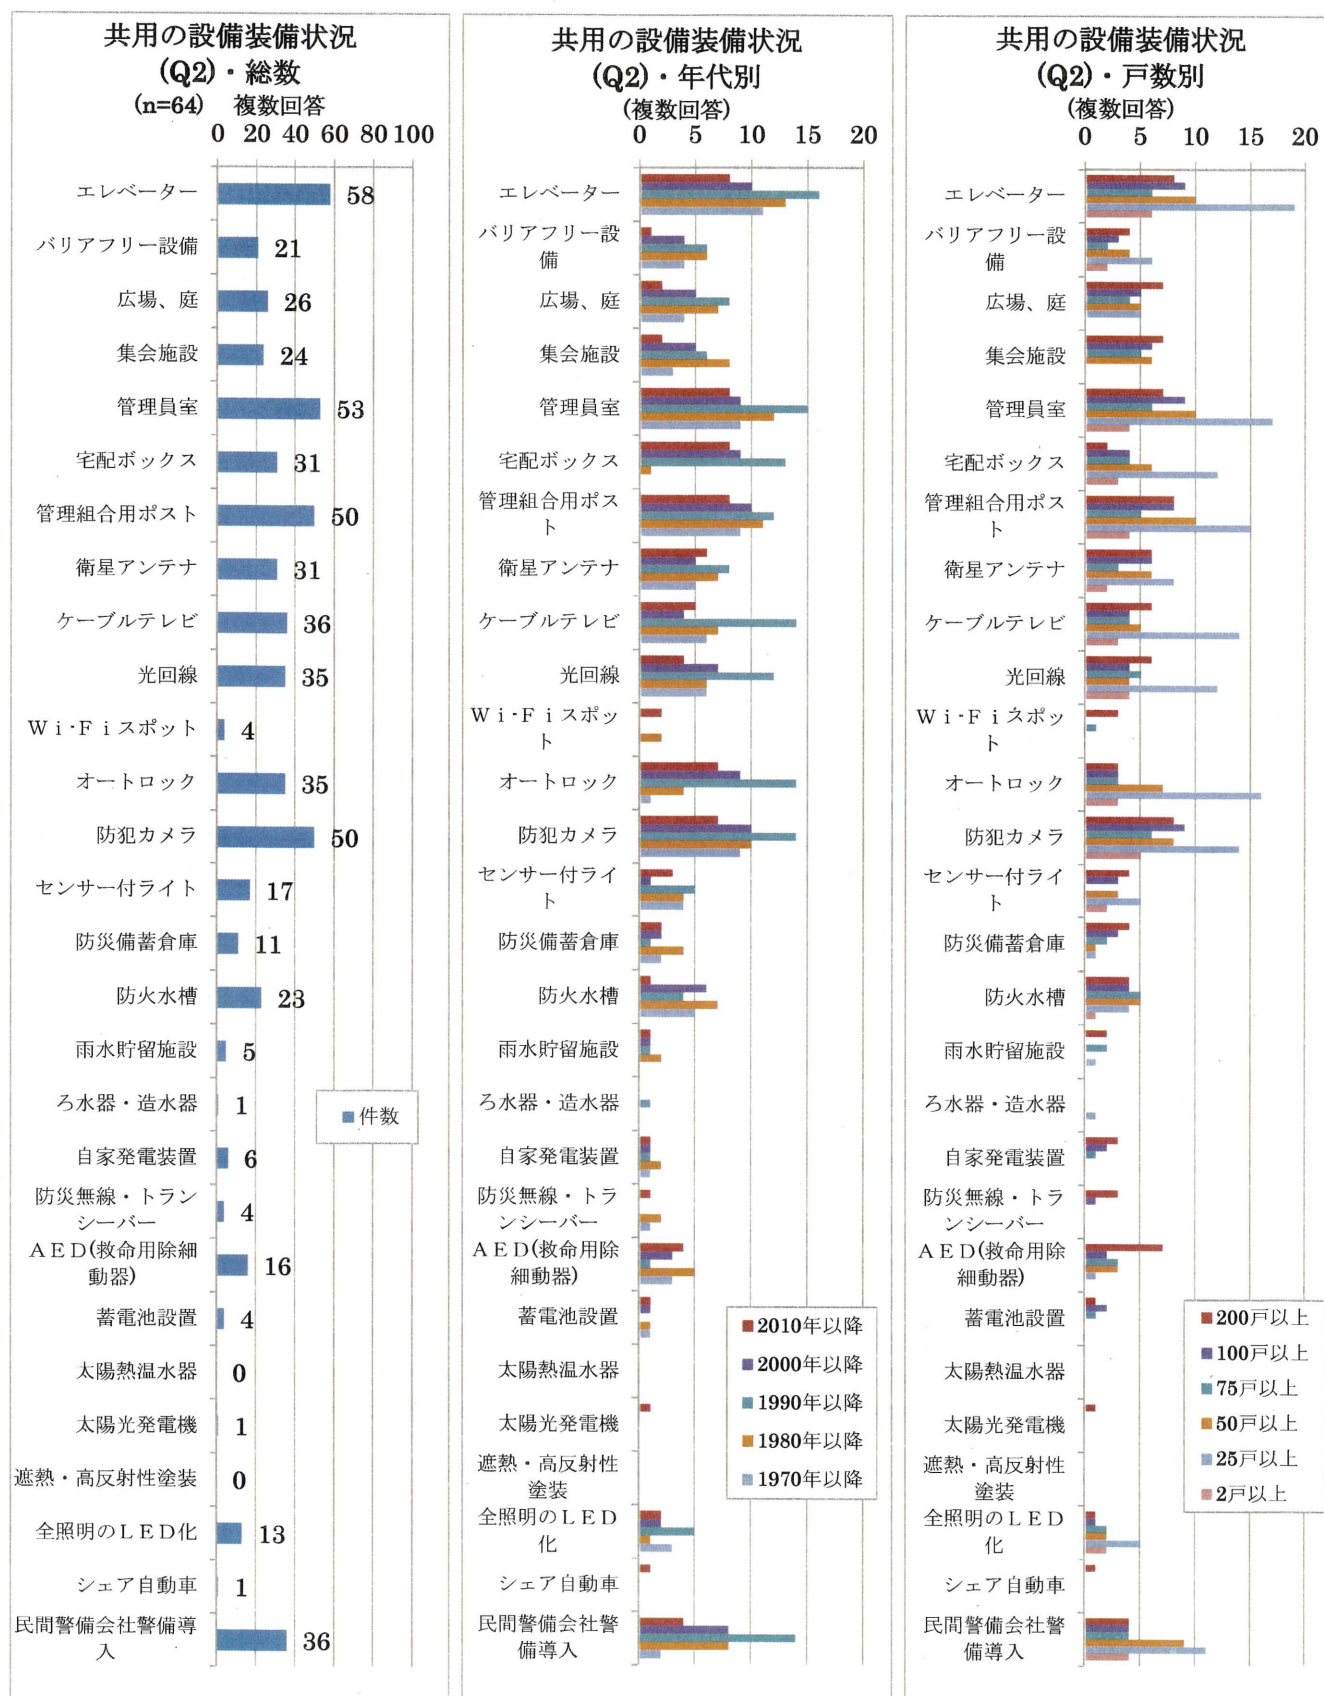 共用の設備装備状況
(Q2)・総数
(n=64) 複数回答
0 20 40 60 80 100
エレベーター 58
バリアフリー設備 21
広場、庭 26
集会施設 24
管理員室 53
宅配ボックス 31
管理組合用ポスト 50
衛星アンテナ 31
ケーブルテレビ 36
光回線 35
Ｗｉ-Ｆｉスポット 4
オートロック 35
防犯カメラ 50
センサー付ライト 17
防災備蓄倉庫 11
防火水槽 23
雨水貯留施設 5
ろ水器・造水器 1
件数
自家発電装置 6
防災無線・トラン
シーバー 4
ＡＥＤ(救命用除細
動器) 16
蓄電池設置 4
太陽熱温水器 0
太陽光発電機 1
遮熱・高反射性塗装 0
全照明のＬＥＤ化 13
シェア自動車 1
民間警備会社警備導
入 36
共用の設備装備状況
(Q2)・年代別
(複数回答)
0 5 10 15 20
エレベーター
バリアフリー設
備
広場、庭
集会施設
管理員室
宅配ボックス
管理組合用ポス
ト
衛星アンテナ
ケーブルテレビ
光回線
Ｗｉ-Ｆｉスポッ
ト
オートロック
防犯カメラ
センサー付ライ
ト
防災備蓄倉庫
防火水槽
雨水貯留施設
ろ水器・造水器
自家発電装置
防災無線・トラ
ンシーバー
ＡＥＤ(救命用除
細動器)
蓄電池設置
太陽熱温水器
太陽光発電機
遮熱・高反射性
塗装
全照明のＬＥＤ
化
シェア自動車
民間警備会社警
備導入
2010年以降
2000年以降
1990年以降
1980年以降
1970年以降
共用の設備装備状況
(Q2)・戸数別
(複数回答)
0 5 10 15 20
エレベーター
バリアフリー設
備
広場、庭
集会施設
管理員室
宅配ボックス
管理組合用ポス
ト
衛星アンテナ
ケーブルテレビ
光回線
Ｗｉ-Ｆｉスポッ
ト
オートロック
防犯カメラ
センサー付ライ
ト
防災備蓄倉庫
防火水槽
雨水貯留施設
ろ水器・造水器
自家発電装置
防災無線・トラ
ンシーバー
ＡＥＤ(救命用除
細動器)
蓄電池設置
太陽熱温水器
太陽光発電機
遮熱・高反射性
塗装
全照明のＬＥＤ
化
シェア自動車
民間警備会社警
備導入
200戸以上
100戸以上
75戸以上
50戸以上
25戸以上
2戸以上